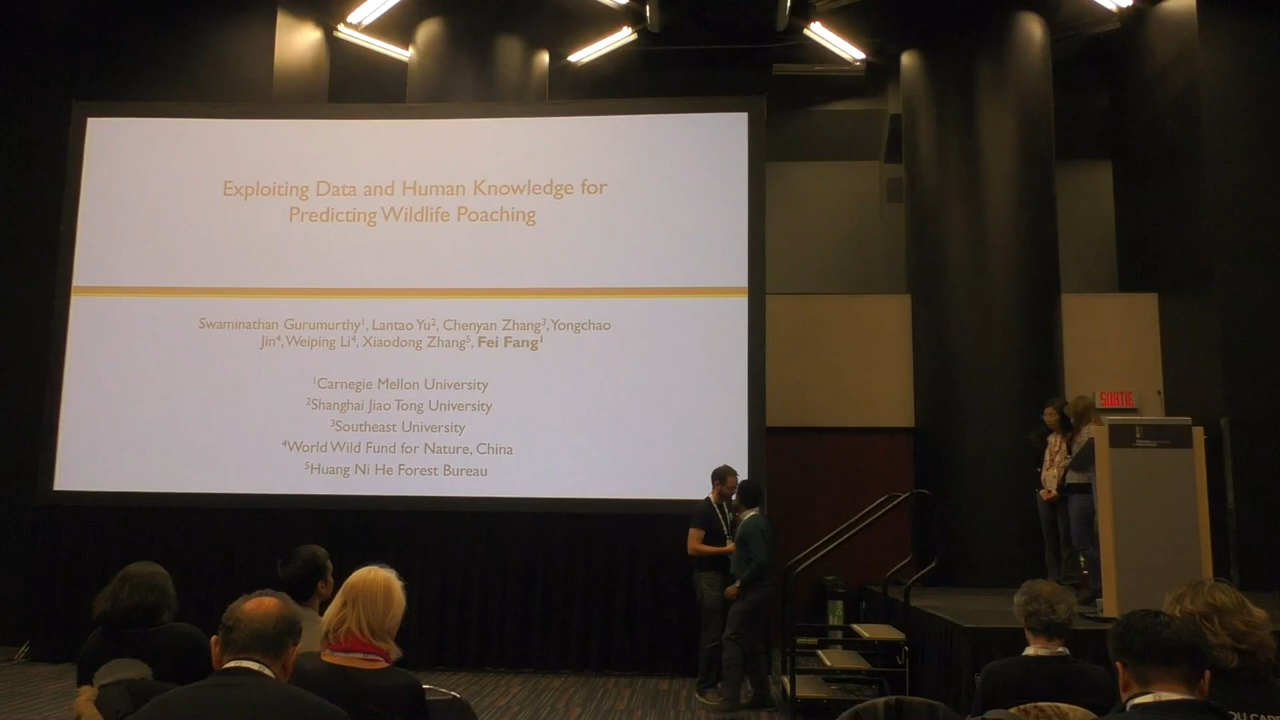 Exploiting Data and Human Knowledge for
Predicting Wildlife Poaching
Swaminathan Gurumurthy¹, Lantao Yu², Chenyan Zhang³, Yongchao
Jin⁴, Weiping Li⁴, Xiaodong Zhang⁵, Fei Fang¹
¹Carnegie Mellon University
²Shanghai Jiao Tong University
³Southeast University
⁴World Wild Fund for Nature, China
⁵Huang Ni He Forest Bureau
SORTIE